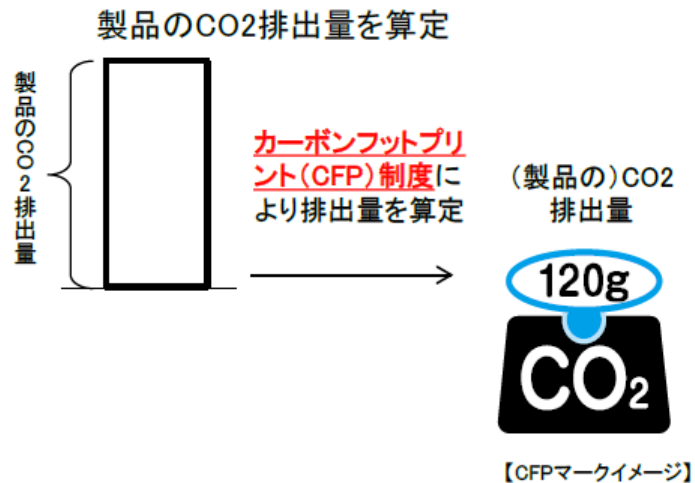 製品のCO2排出量を算定
製品のCO2排出量
カーボンフットプリ
ント(CFP)制度に
より排出量を算定
(製品の)CO2
排出量
120g
CO2
【CFPマークイメージ】